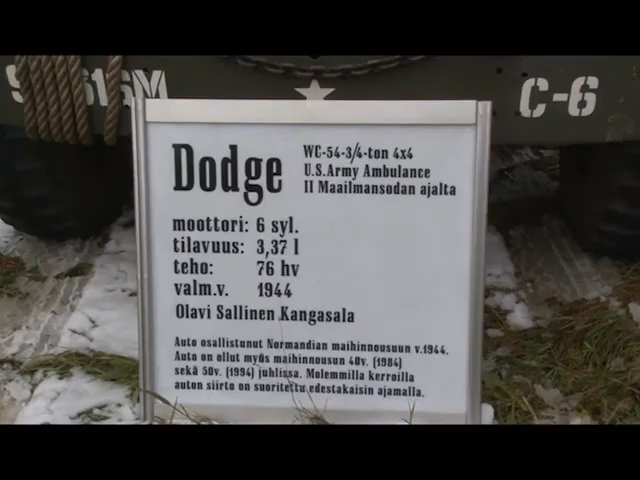 616M
C-6
Dodge
WC-54-3/4-ton 4x4
U.S.Army Ambulance
II Maailmansodan ajalta
moottori: 6 syl.
tilavuus: 3,37 l
teho: 76 hv
valm.v. 1944
Olavi Sallinen Kangasala
Auto osallistunut Normandian maihinnousuun v.1944.
Auto on ollut myös maihinnousun 40v. (1984)
sekä 50v. (1994) juhlissa. Molemmilla kerroilla
auton siirto on suoritettu edestakaisin ajamalla.